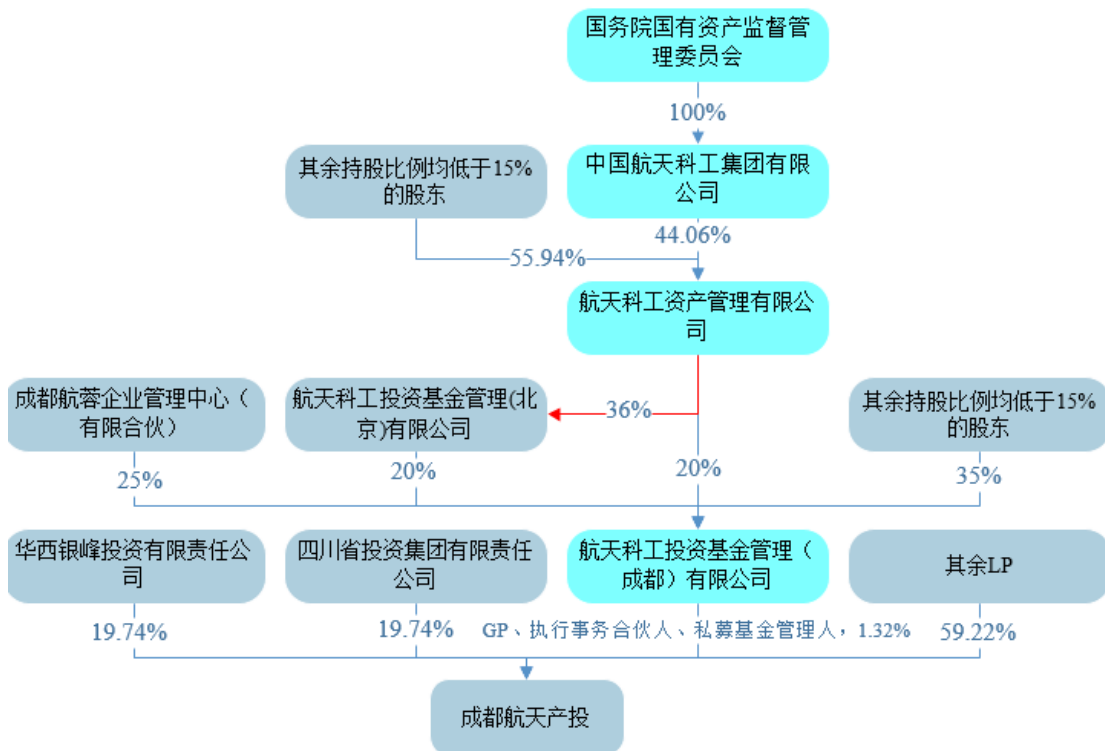 国务院国有资产监督管
理委员会
100%
其余持股比例均低于15%
的股东
中国航天科工集团有限
公司
44.06%
55.94%
航天科工资产管理有限公
司
成都航蓉企业管理中心（
有限合伙）
航天科工投资基金管理(北
京)有限公司
36%
其余持股比例均低于15%
的股东
25%
20%
20%
35%
华西银峰投资有限责任公
司
四川省投资集团有限责任
公司
航天科工投资基金管理（
成都）有限公司
其余LP
19.74%
19.74%
GP、执行事务合伙人、私募基金管理人，1.32%
59.22%
成都航天产投